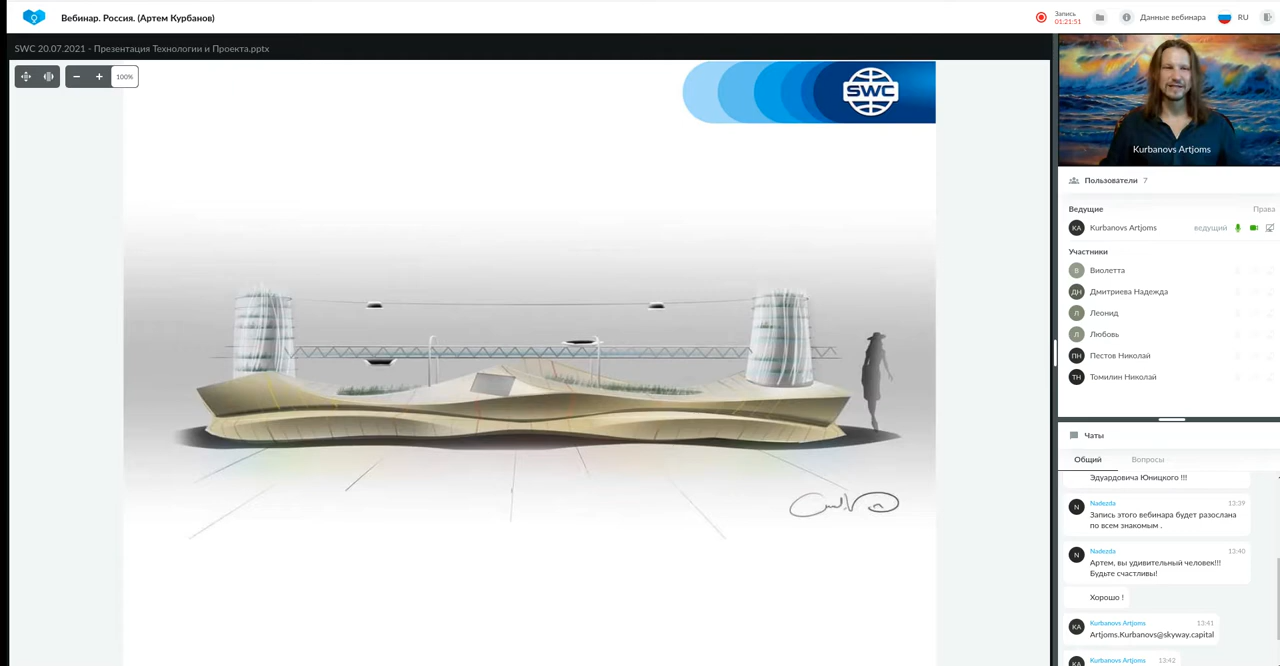 Вебинар. Россия. (Артем Курбанов)
Запись
01:21:51
Данные вебинара
RU
SWC 20.07.2021 - Презентация Технологии и Проекта.pptx
100%
SWC
Kurbanovs Artjoms
Пользователи 7
Ведущие
Права
KA Kurbanovs Artjoms ведущий
Участники
В Виолетта
ДН Дмитриева Надежда
Л Леонид
Л Любовь
ПН Пестов Николай
ТН Томилин Николай
Чаты
Общий
Вопросы
Эдуардовича Юницкого !!!
N Nadezda 13:39
Запись этого вебинара будет разослана
по всем знакомым .
N Nadezda 13:40
Артем, вы удивительный человек!!!
Будьте счастливы!
Хорошо !
KA Kurbanovs Artjoms 13:41
Artjoms.Kurbanovs@skyway.capital
KA Kurbanovs Artjoms 13:42